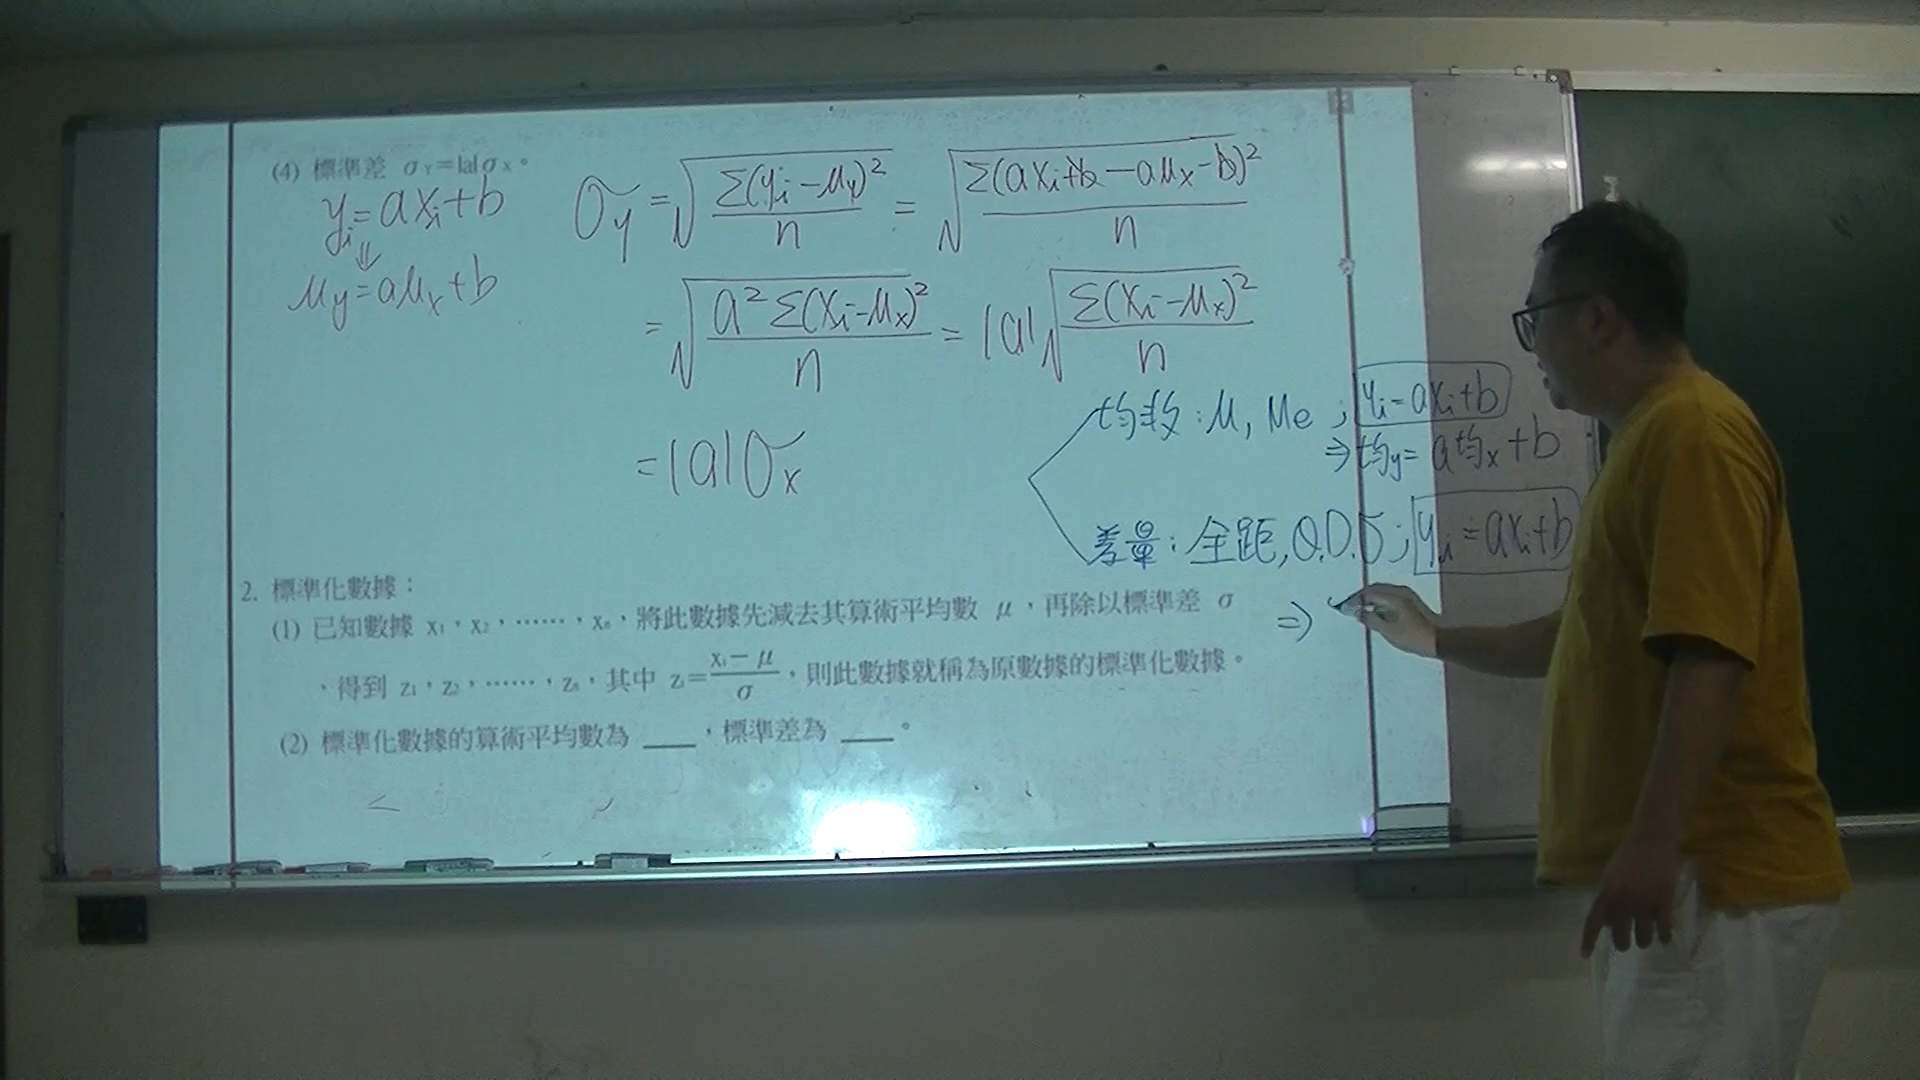 (4) 標準差 σY=|a|σX。
yi=axi+b
⇓
μy=aμx+b
σy=√(Σ(yi-μy)²/n)=√(Σ(axi+b-aμx-b)²/n)
=√(a²Σ(xi-μx)²/n)=|a|√(Σ(xi-μx)²/n)
=|a|σx
均數:μ, Me ; yi=axi+b
⇒均y=a均x+b
差量:全距,Q.D.σ;yi=axi+b
⇒
2. 標準化數據:
(1) 已知數據 x₁,x₂,……,xₙ,將此數據先減去其算術平均數 μ,再除以標準差 σ
,得到 z₁,z₂,……,zₙ,其中 zᵢ=(xᵢ-μ)/σ,則此數據就稱為原數據的標準化數據。
(2) 標準化數據的算術平均數為 ____,標準差為 ____。